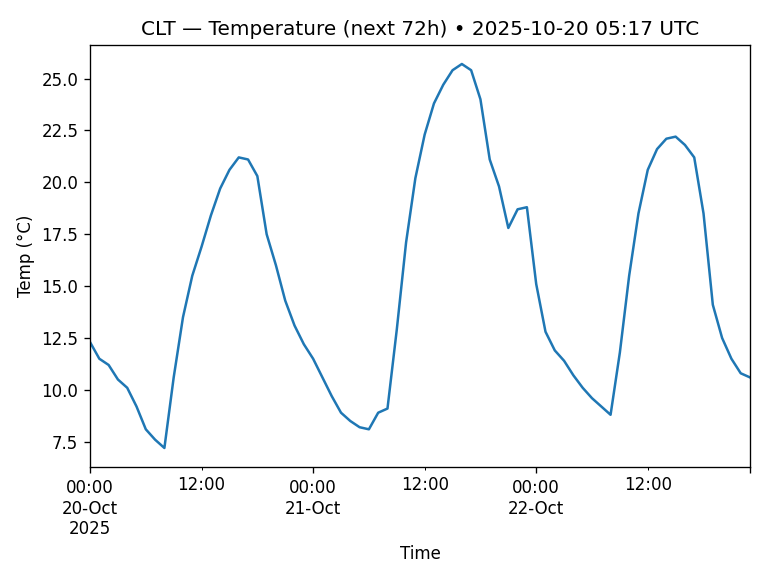 CLT — Temperature (next 72h) • 2025-10-20 05:17 UTC
Temp (°C)
25.0
22.5
20.0
17.5
15.0
12.5
10.0
7.5
00:00 12:00 00:00 12:00 00:00 12:00
20-Oct 21-Oct 22-Oct
2025
Time